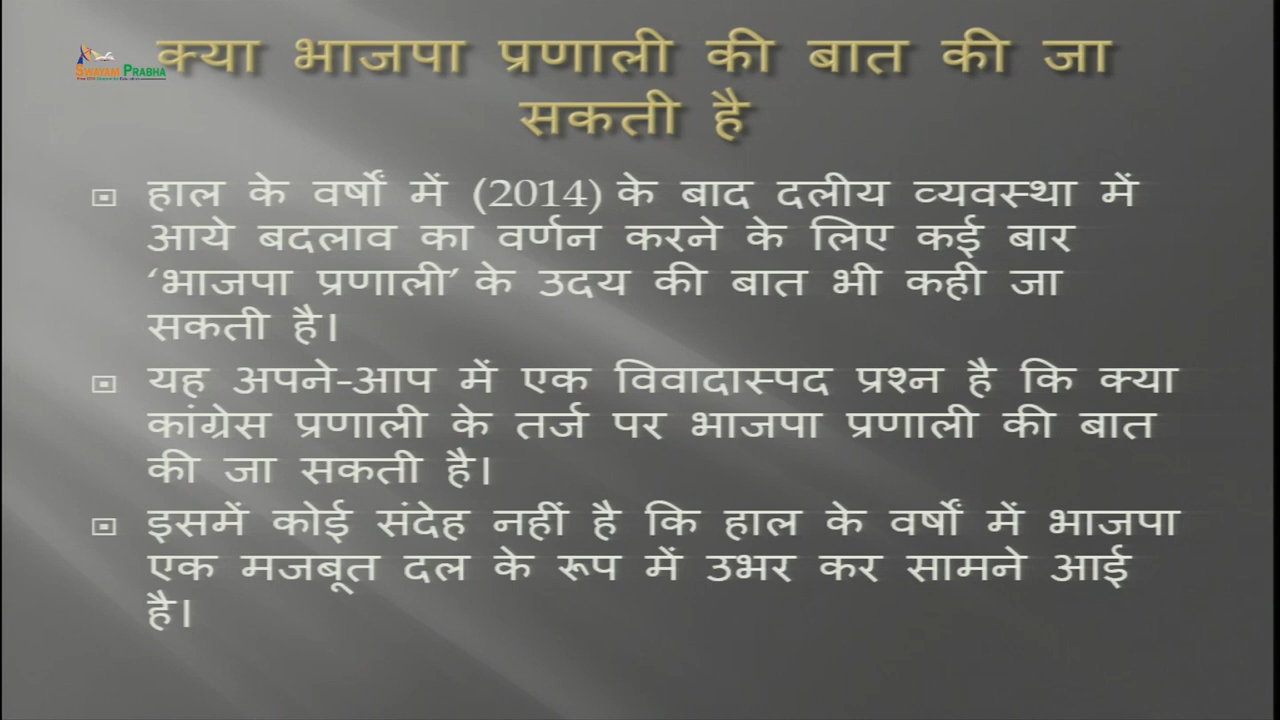 SWAYAM PRABHA
क्या भाजपा प्रणाली की बात की जा
सकती है
हाल के वर्षों में (2014) के बाद दलीय व्यवस्था में
आये बदलाव का वर्णन करने के लिए कई बार
‘भाजपा प्रणाली’ के उदय की बात भी कही जा
सकती है।
यह अपने-आप में एक विवादास्पद प्रश्न है कि क्या
कांग्रेस प्रणाली के तर्ज पर भाजपा प्रणाली की बात
की जा सकती है।
इसमें कोई संदेह नहीं है कि हाल के वर्षों में भाजपा
एक मजबूत दल के रूप में उभर कर सामने आई
है।